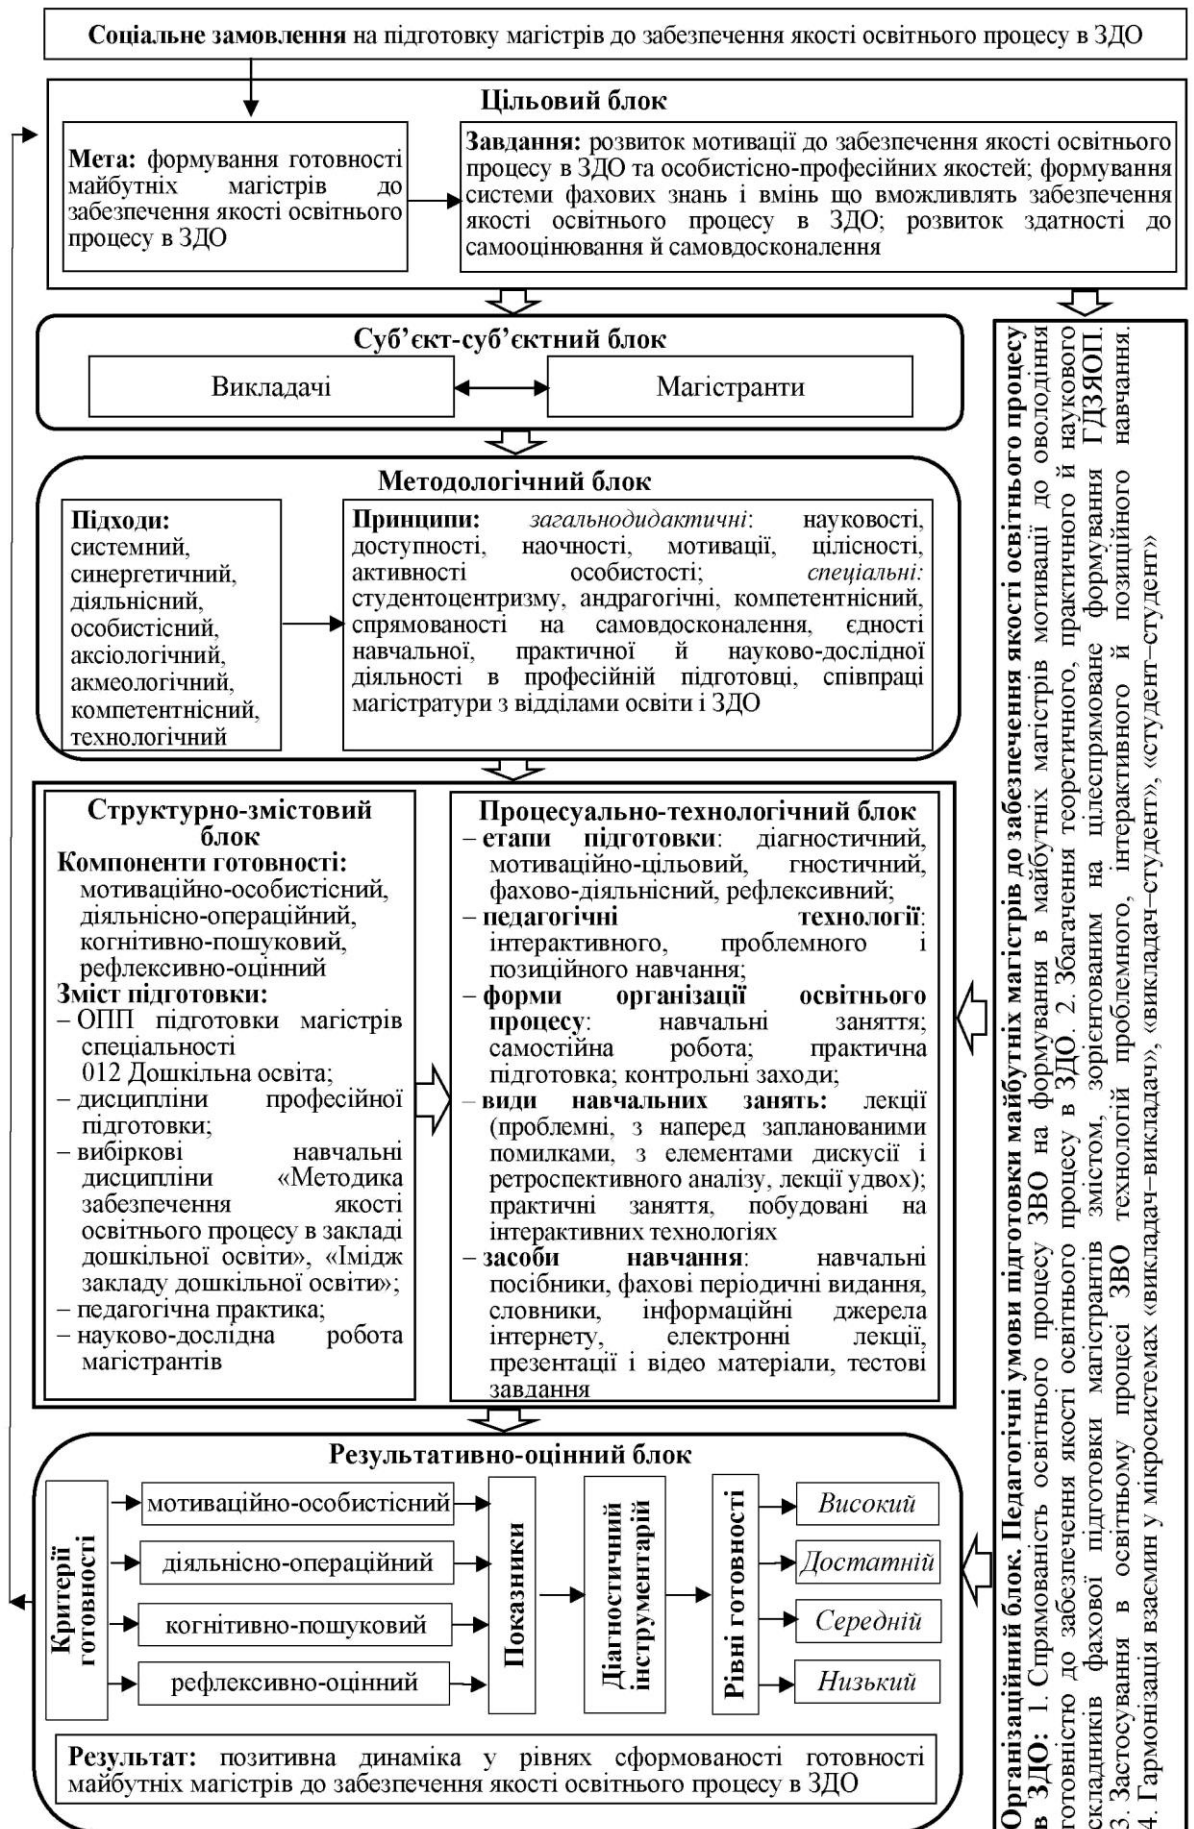 Соціальне замовлення на підготовку магістрів до забезпечення якості освітнього процесу в ЗДО
Цільовий блок
Мета: формування готовності
майбутніх магістрів до
забезпечення якості освітнього
процесу в ЗДО
Завдання: розвиток мотивації до забезпечення якості освітнього
процесу в ЗДО та особистісно-професійних якостей; формування
системи фахових знань і вмінь що вможливлять забезпечення
якості освітнього процесу в ЗДО; розвиток здатності до
самооцінювання й самовдосконалення
Суб’єкт-суб’єктний блок
Викладачі
Магістранти
Методологічний блок
Підходи:
системний,
синергетичний,
діяльнісний,
особистісний,
аксіологічний,
акмеологічний,
компетентнісний,
технологічний
Принципи: загальнодидактичні: науковості,
доступності, наочності, мотивації, цілісності,
активності особистості; спеціальні:
студентоцентризму, андрагогічні, компетентнісний,
спрямованості на самовдосконалення, єдності
навчальної, практичної й науково-дослідної
діяльності в професійній підготовці, співпраці
магістратури з відділами освіти і ЗДО
Структурно-змістовий
блок
Компоненти готовності:
мотиваційно-особистісний,
діяльнісно-операційний,
когнітивно-пошуковий,
рефлексивно-оцінний
Зміст підготовки:
– ОПП підготовки магістрів
спеціальності
012 Дошкільна освіта;
– дисципліни професійної
підготовки;
– вибіркові навчальні
дисципліни «Методика
забезпечення якості
освітнього процесу в закладі
дошкільної освіти», «Імідж
закладу дошкільної освіти»;
– педагогічна практика;
– науково-дослідна робота
магістрантів
Процесуально-технологічний блок
– етапи підготовки: діагностичний,
мотиваційно-цільовий, гностичний,
фахово-діяльнісний, рефлексивний;
– педагогічні технології:
інтерактивного, проблемного і
позиційного навчання;
– форми організації освітнього
процесу: навчальні заняття;
самостійна робота; практична
підготовка; контрольні заходи;
– види навчальних занять: лекції
(проблемні, з наперед запланованими
помилками, з елементами дискусії і
ретроспективного аналізу, лекції удвох);
практичні заняття, побудовані на
інтерактивних технологіях
– засоби навчання: навчальні
посібники, фахові періодичні видання,
словники, інформаційні джерела
інтернету, електронні лекції,
презентації і відео матеріали, тестові
завдання
Результативно-оцінний блок
Критерії
готовності
мотиваційно-особистісний
діяльнісно-операційний
когнітивно-пошуковий
рефлексивно-оцінний
Показники
Діагностичний
інструментарій
Рівні готовності
Високий
Достатній
Середній
Низький
Результат: позитивна динаміка у рівнях сформованості готовності
майбутніх магістрів до забезпечення якості освітнього процесу в ЗДО
Організаційний блок. Педагогічні умови підготовки майбутніх магістрів до забезпечення якості освітнього процесу
в ЗДО: 1. Спрямованість освітнього процесу ЗВО на формування в майбутніх магістрів мотивації до оволодіння
готовністю до забезпечення якості освітнього процесу в ЗДО. 2. Збагачення теоретичного, практичного й наукового
складників фахової підготовки магістрантів змістом, зорієнтованим на цілеспрямоване формування ГДЗЯОП.
3. Застосування в освітньому процесі ЗВО технологій проблемного, інтерактивного й позиційного навчання.
4. Гармонізація взаємин у мікросистемах «викладач–викладач», «викладач–студент», «студент–студент»